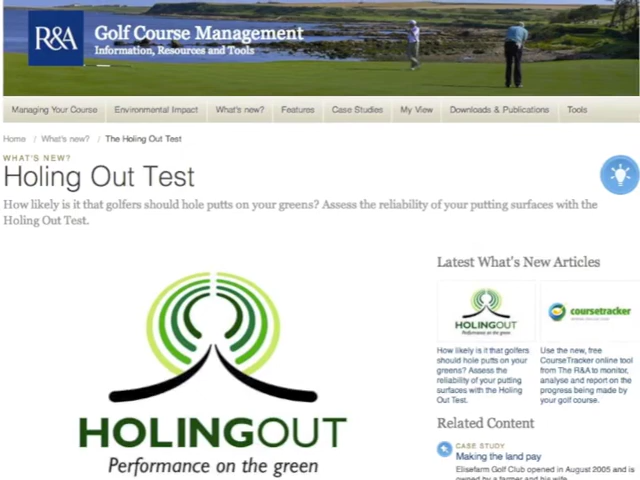 R&A
Golf Course Management
Information, Resources and Tools
Managing Your Course
Environmental Impact
What's new?
Features
Case Studies
My View
Downloads & Publications
Tools
Home / What's new? / The Holing Out Test
WHAT'S NEW?
Holing Out Test
How likely is it that golfers should hole putts on your greens? Assess the reliability of your putting surfaces with the
Holing Out Test.
HOLINGOUT
Performance on the green
Latest What's New Articles
HOLINGOUT
Performance on the green
How likely is it that golfers
should hole putts on your
greens? Assess the
reliability of your putting
surfaces with the Holing
Out Test.
coursetracker
Use the new, free
CourseTracker online tool
from The R&A to monitor,
analyse and report on the
progress being made by
your golf course.
Related Content
CASE STUDY
Making the land pay
Elisefarm Golf Club opened in August 2005 and is
owned by a farmer and his wife